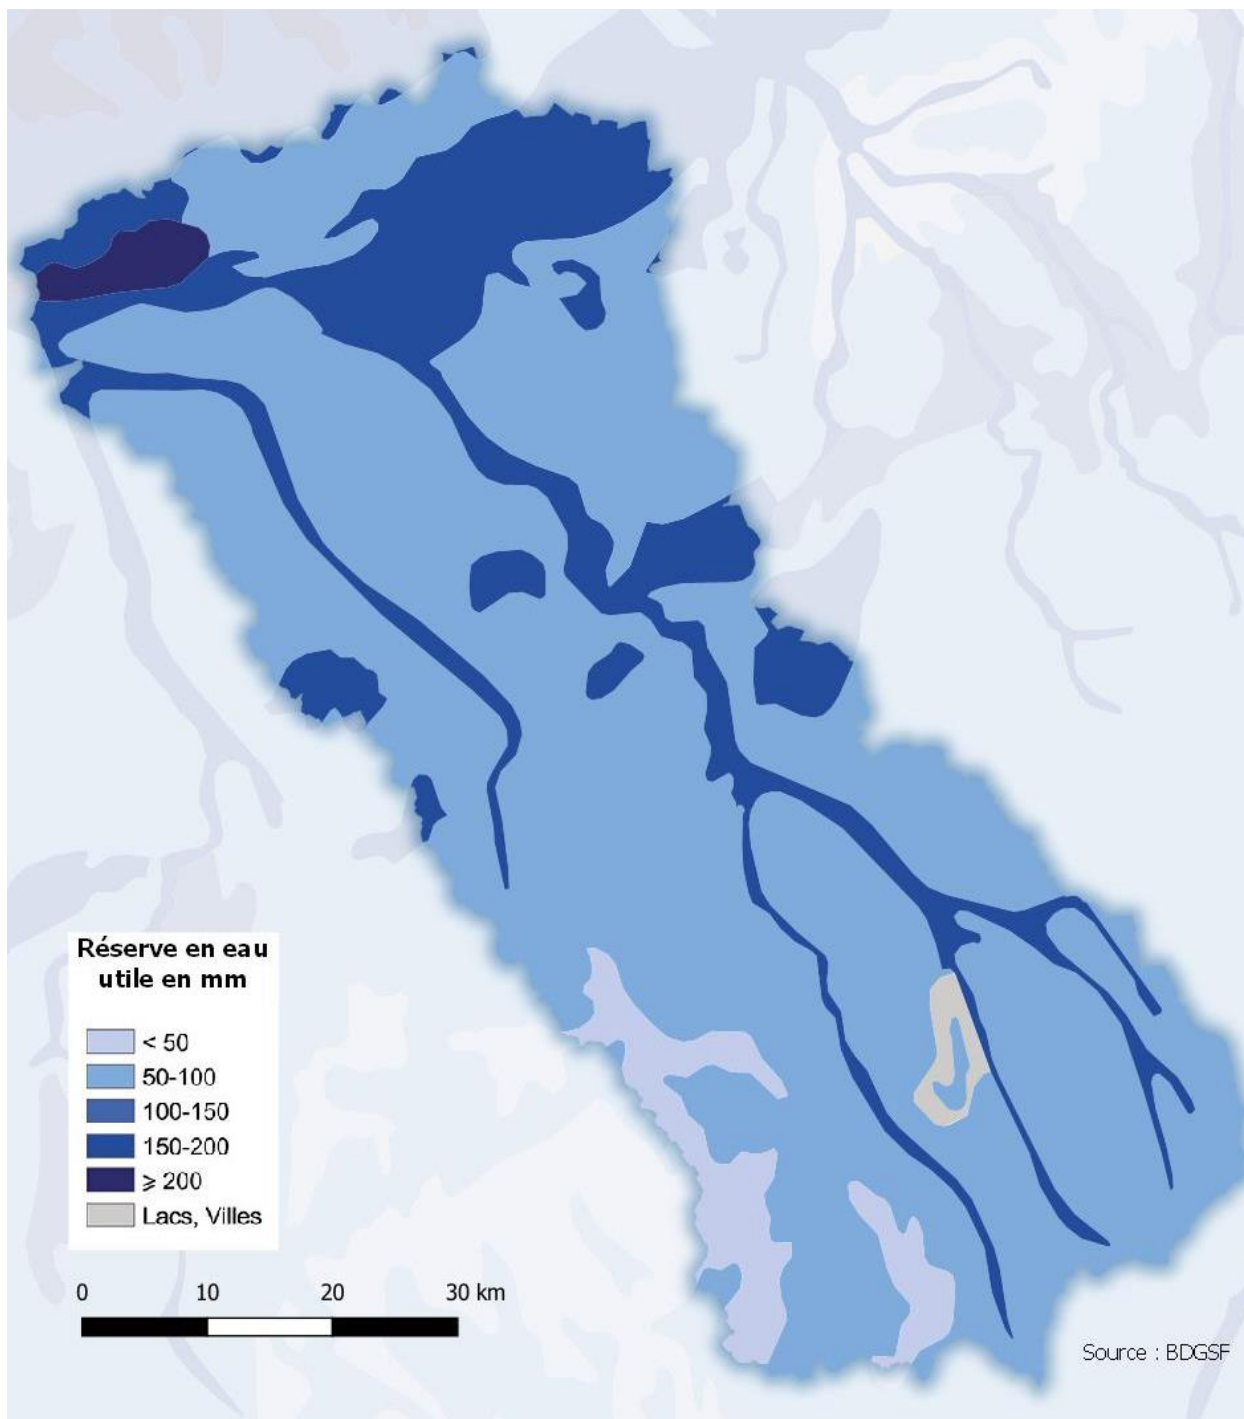 Réserve en eau
utile en mm
< 50
50-100
100-150
150-200
⩾ 200
Lacs, Villes
0 10 20 30 km
Source : BDGSF